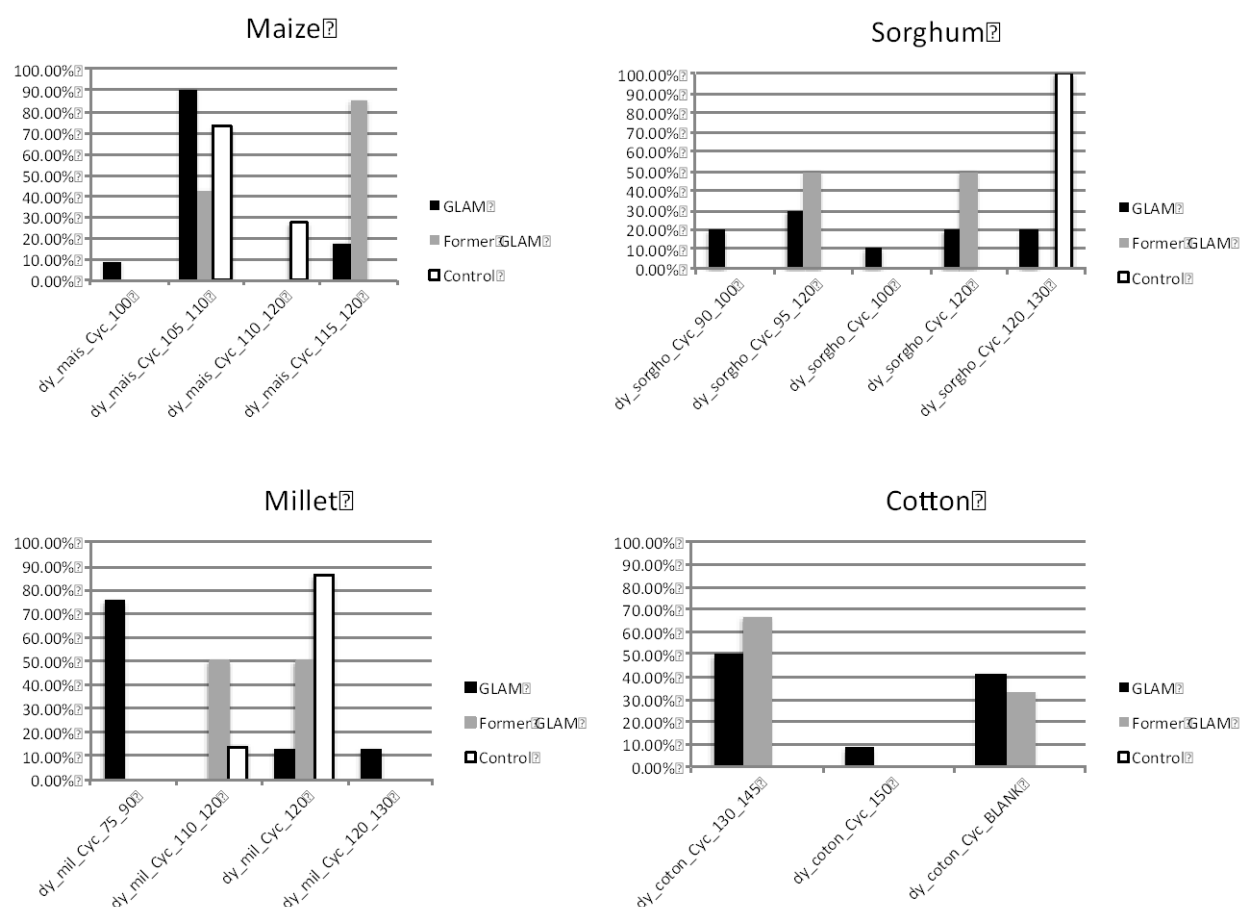 Maize
100.00%
90.00%
80.00%
70.00%
60.00%
50.00%
40.00%
30.00%
20.00%
10.00%
0.00%
dy_mais_Cyc_100
dy_mais_Cyc_105_110
dy_mais_Cyc_110_120
dy_mais_Cyc_115_120
GLAM
Former GLAM
Control
Sorghum
100.00%
90.00%
80.00%
70.00%
60.00%
50.00%
40.00%
30.00%
20.00%
10.00%
0.00%
dy_sorgho_Cyc_90_100
dy_sorgho_Cyc_95_120
dy_sorgho_Cyc_100
dy_sorgho_Cyc_120
dy_sorgho_Cyc_120_130
GLAM
Former GLAM
Control
Millet
100.00%
90.00%
80.00%
70.00%
60.00%
50.00%
40.00%
30.00%
20.00%
10.00%
0.00%
dy_mil_Cyc_75_90
dy_mil_Cyc_110_120
dy_mil_Cyc_120
dy_mil_Cyc_120_130
GLAM
Former GLAM
Control
Cotton
100.00%
90.00%
80.00%
70.00%
60.00%
50.00%
40.00%
30.00%
20.00%
10.00%
0.00%
dy_coton_Cyc_130_145
dy_coton_Cyc_150
dy_coton_Cyc_BLANK
GLAM
Former GLAM
Control